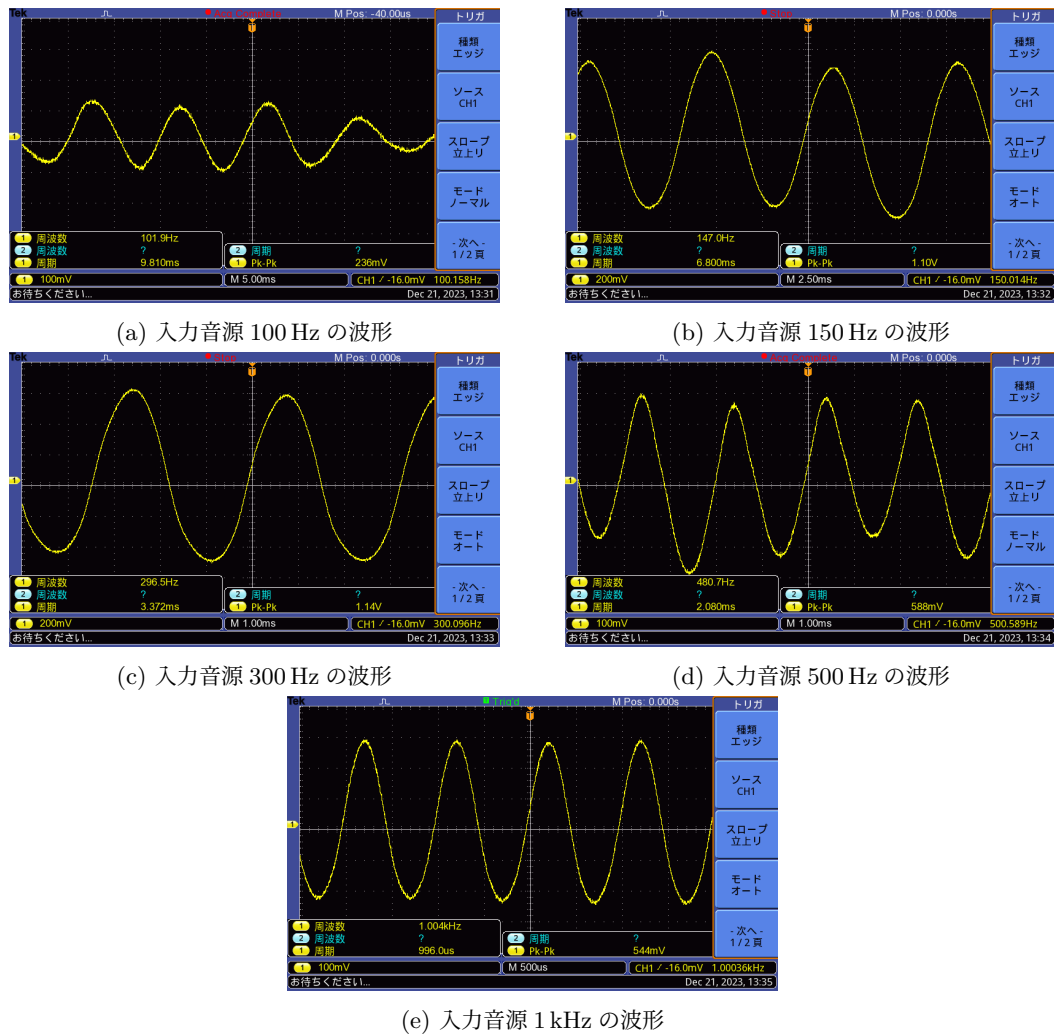 Tek Acq Complete M Pos: -40.00us トリガ
種類
エッジ
ソース
CH1
スロープ
立上り
モード
ノーマル
- 次へ -
1 / 2 頁
1
T
1 周波数 101.9Hz
2 周波数 ? 2 周期 ?
1 周期 9.810ms 1 Pk-Pk 236mV
1 100mV M 5.00ms CH1 / -16.0mV 100.158Hz
お待ちください... Dec 21, 2023, 13:31
(a) 入力音源 100 Hz の波形
Stop M Pos: 0.000s トリガ
種類
エッジ
ソース
CH1
スロープ
立上り
モード
オート
- 次へ -
1 / 2 頁
1
T
1 周波数 147.0Hz
2 周波数 ? 2 周期 ?
1 周期 6.800ms 1 Pk-Pk 1.10V
1 200mV M 2.50ms CH1 / -16.0mV 150.014Hz
お待ちください... Dec 21, 2023, 13:32
(b) 入力音源 150 Hz の波形
Tek Stop M Pos: 0.000s トリガ
種類
エッジ
ソース
CH1
スロープ
立上り
モード
オート
- 次へ -
1 / 2 頁
1
T
1 周波数 296.5Hz
2 周波数 ? 2 周期 ?
1 周期 3.372ms 1 Pk-Pk 1.14V
1 200mV M 1.00ms CH1 / -16.0mV 300.096Hz
お待ちください... Dec 21, 2023, 13:33
(c) 入力音源 300 Hz の波形
Tek Acq Complete M Pos: 0.000s トリガ
種類
エッジ
ソース
CH1
スロープ
立上り
モード
ノーマル
- 次へ -
1 / 2 頁
1
T
1 周波数 480.7Hz
2 周波数 ? 2 周期 ?
1 周期 2.080ms 1 Pk-Pk 588mV
1 100mV M 1.00ms CH1 / -16.0mV 500.589Hz
お待ちください... Dec 21, 2023, 13:34
(d) 入力音源 500 Hz の波形
Tek Trig'd M Pos: 0.000s トリガ
種類
エッジ
ソース
CH1
スロープ
立上り
モード
オート
- 次へ -
1 / 2 頁
1
T
1 周波数 1.004kHz
2 周波数 ? 2 周期 ?
1 周期 996.0us 1 Pk-Pk 544mV
1 100mV M 500us CH1 / -16.0mV 1.00036kHz
お待ちください... Dec 21, 2023, 13:35
(e) 入力音源 1 kHz の波形